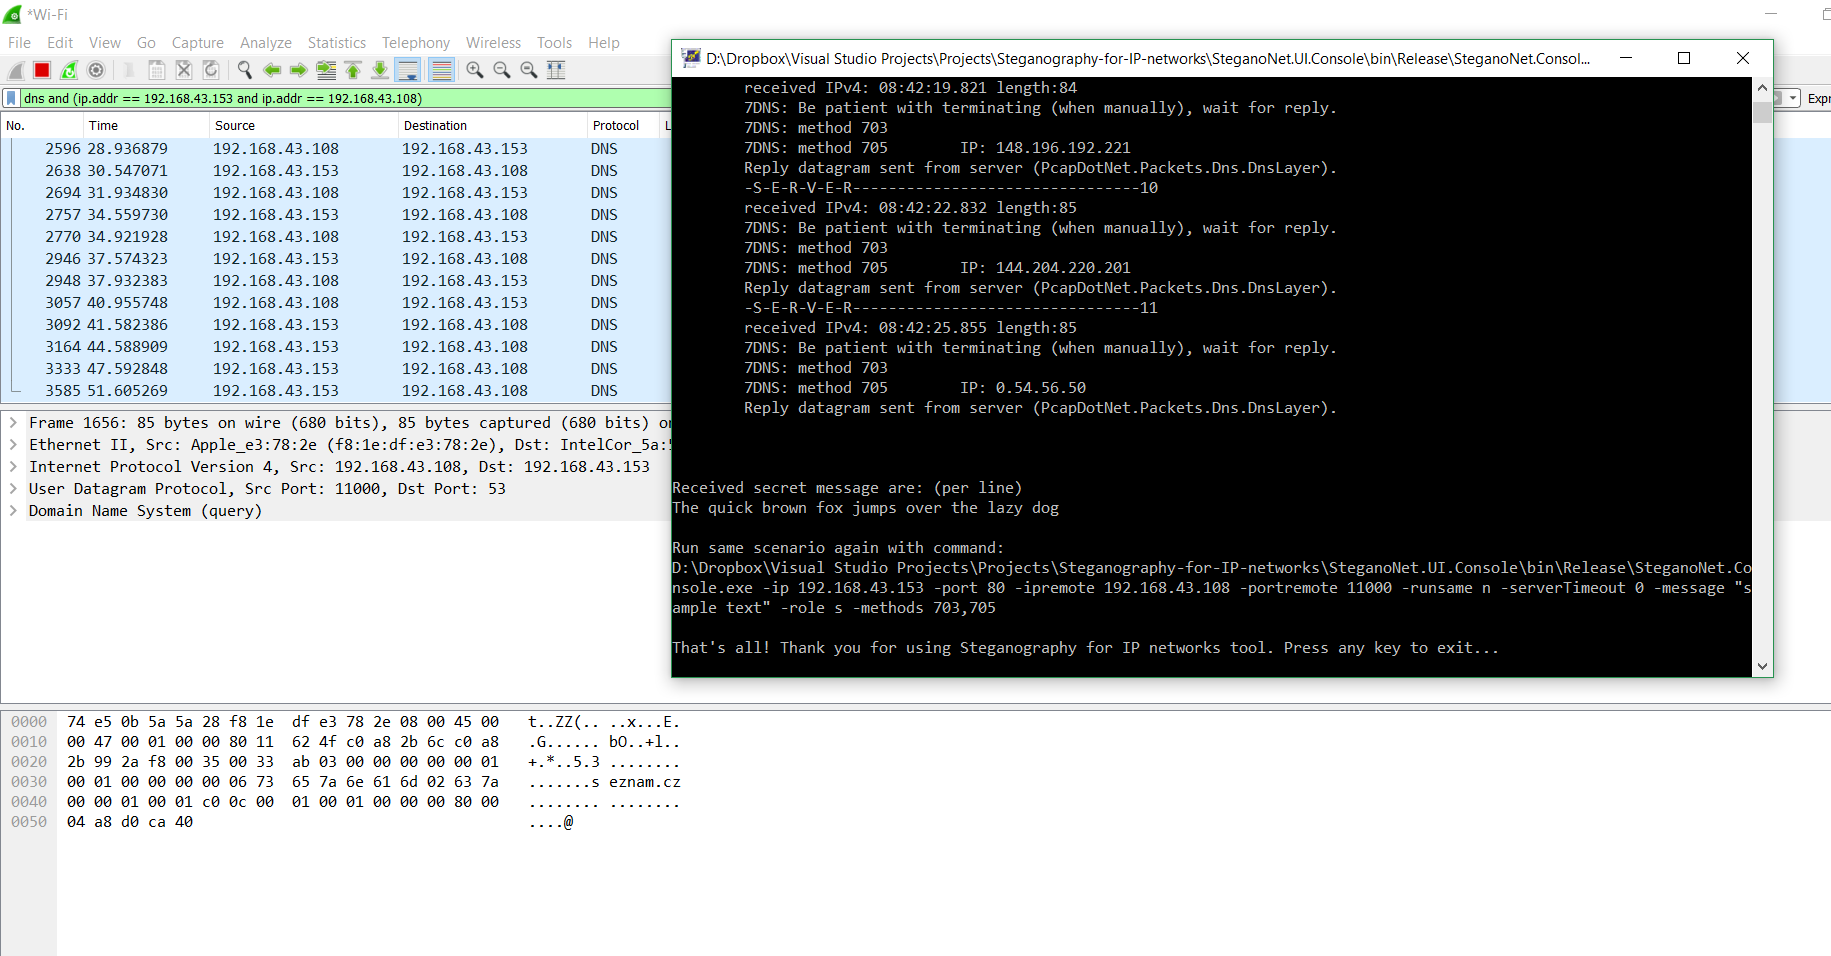 *Wi-Fi
File Edit View Go Capture Analyze Statistics Telephony Wireless Tools Help
dns and (ip.addr == 192.168.43.153 and ip.addr == 192.168.43.108)
Expr
No. Time Source Destination Protocol L
2596 28.936879 192.168.43.108 192.168.43.153 DNS
2638 30.547071 192.168.43.153 192.168.43.108 DNS
2694 31.934830 192.168.43.108 192.168.43.153 DNS
2757 34.559730 192.168.43.153 192.168.43.108 DNS
2770 34.921928 192.168.43.108 192.168.43.153 DNS
2946 37.574323 192.168.43.153 192.168.43.108 DNS
2948 37.932383 192.168.43.108 192.168.43.153 DNS
3057 40.955748 192.168.43.108 192.168.43.153 DNS
3092 41.582386 192.168.43.153 192.168.43.108 DNS
3164 44.588909 192.168.43.153 192.168.43.108 DNS
3333 47.592848 192.168.43.153 192.168.43.108 DNS
3585 51.605269 192.168.43.153 192.168.43.108 DNS
Frame 1656: 85 bytes on wire (680 bits), 85 bytes captured (680 bits) o
Ethernet II, Src: Apple_e3:78:2e (f8:1e:df:e3:78:2e), Dst: IntelCor_5a:5
Internet Protocol Version 4, Src: 192.168.43.108, Dst: 192.168.43.153
User Datagram Protocol, Src Port: 11000, Dst Port: 53
Domain Name System (query)
0000 74 e5 0b 5a 5a 28 f8 1e df e3 78 2e 08 00 45 00 t..ZZ(.. ..x...E.
0010 00 47 00 01 00 00 80 11 62 4f c0 a8 2b 6c c0 a8 .G...... bO..+l..
0020 2b 99 2a f8 00 35 00 33 ab 03 00 00 00 00 00 01 +.*..5.3 ........
0030 00 01 00 00 00 00 06 73 65 7a 6e 61 6d 02 63 7a .......s eznam.cz
0040 00 00 01 00 01 c0 0c 00 01 00 01 00 00 00 80 00 ........ ........
0050 04 a8 d0 ca 40 ....@
D:\Dropbox\Visual Studio Projects\Projects\Steganography-for-IP-networks\SteganoNet.UI.Console\bin\Release\SteganoNet.Consol...
received IPv4: 08:42:19.821 length:84
7DNS: Be patient with terminating (when manually), wait for reply.
7DNS: method 703
7DNS: method 705 IP: 148.196.192.221
Reply datagram sent from server (PcapDotNet.Packets.Dns.DnsLayer).
-S-E-R-V-E-R--------------------------------10
received IPv4: 08:42:22.832 length:85
7DNS: Be patient with terminating (when manually), wait for reply.
7DNS: method 703
7DNS: method 705 IP: 144.204.220.201
Reply datagram sent from server (PcapDotNet.Packets.Dns.DnsLayer).
-S-E-R-V-E-R--------------------------------11
received IPv4: 08:42:25.855 length:85
7DNS: Be patient with terminating (when manually), wait for reply.
7DNS: method 703
7DNS: method 705 IP: 0.54.56.50
Reply datagram sent from server (PcapDotNet.Packets.Dns.DnsLayer).
Received secret message are: (per line)
The quick brown fox jumps over the lazy dog
Run same scenario again with command:
D:\Dropbox\Visual Studio Projects\Projects\Steganography-for-IP-networks\SteganoNet.UI.Console\bin\Release\SteganoNet.Co
nsole.exe -ip 192.168.43.153 -port 80 -ipremote 192.168.43.108 -portremote 11000 -runsame n -serverTimeout 0 -message "s
ample text" -role s -methods 703,705
That's all! Thank you for using Steganography for IP networks tool. Press any key to exit...